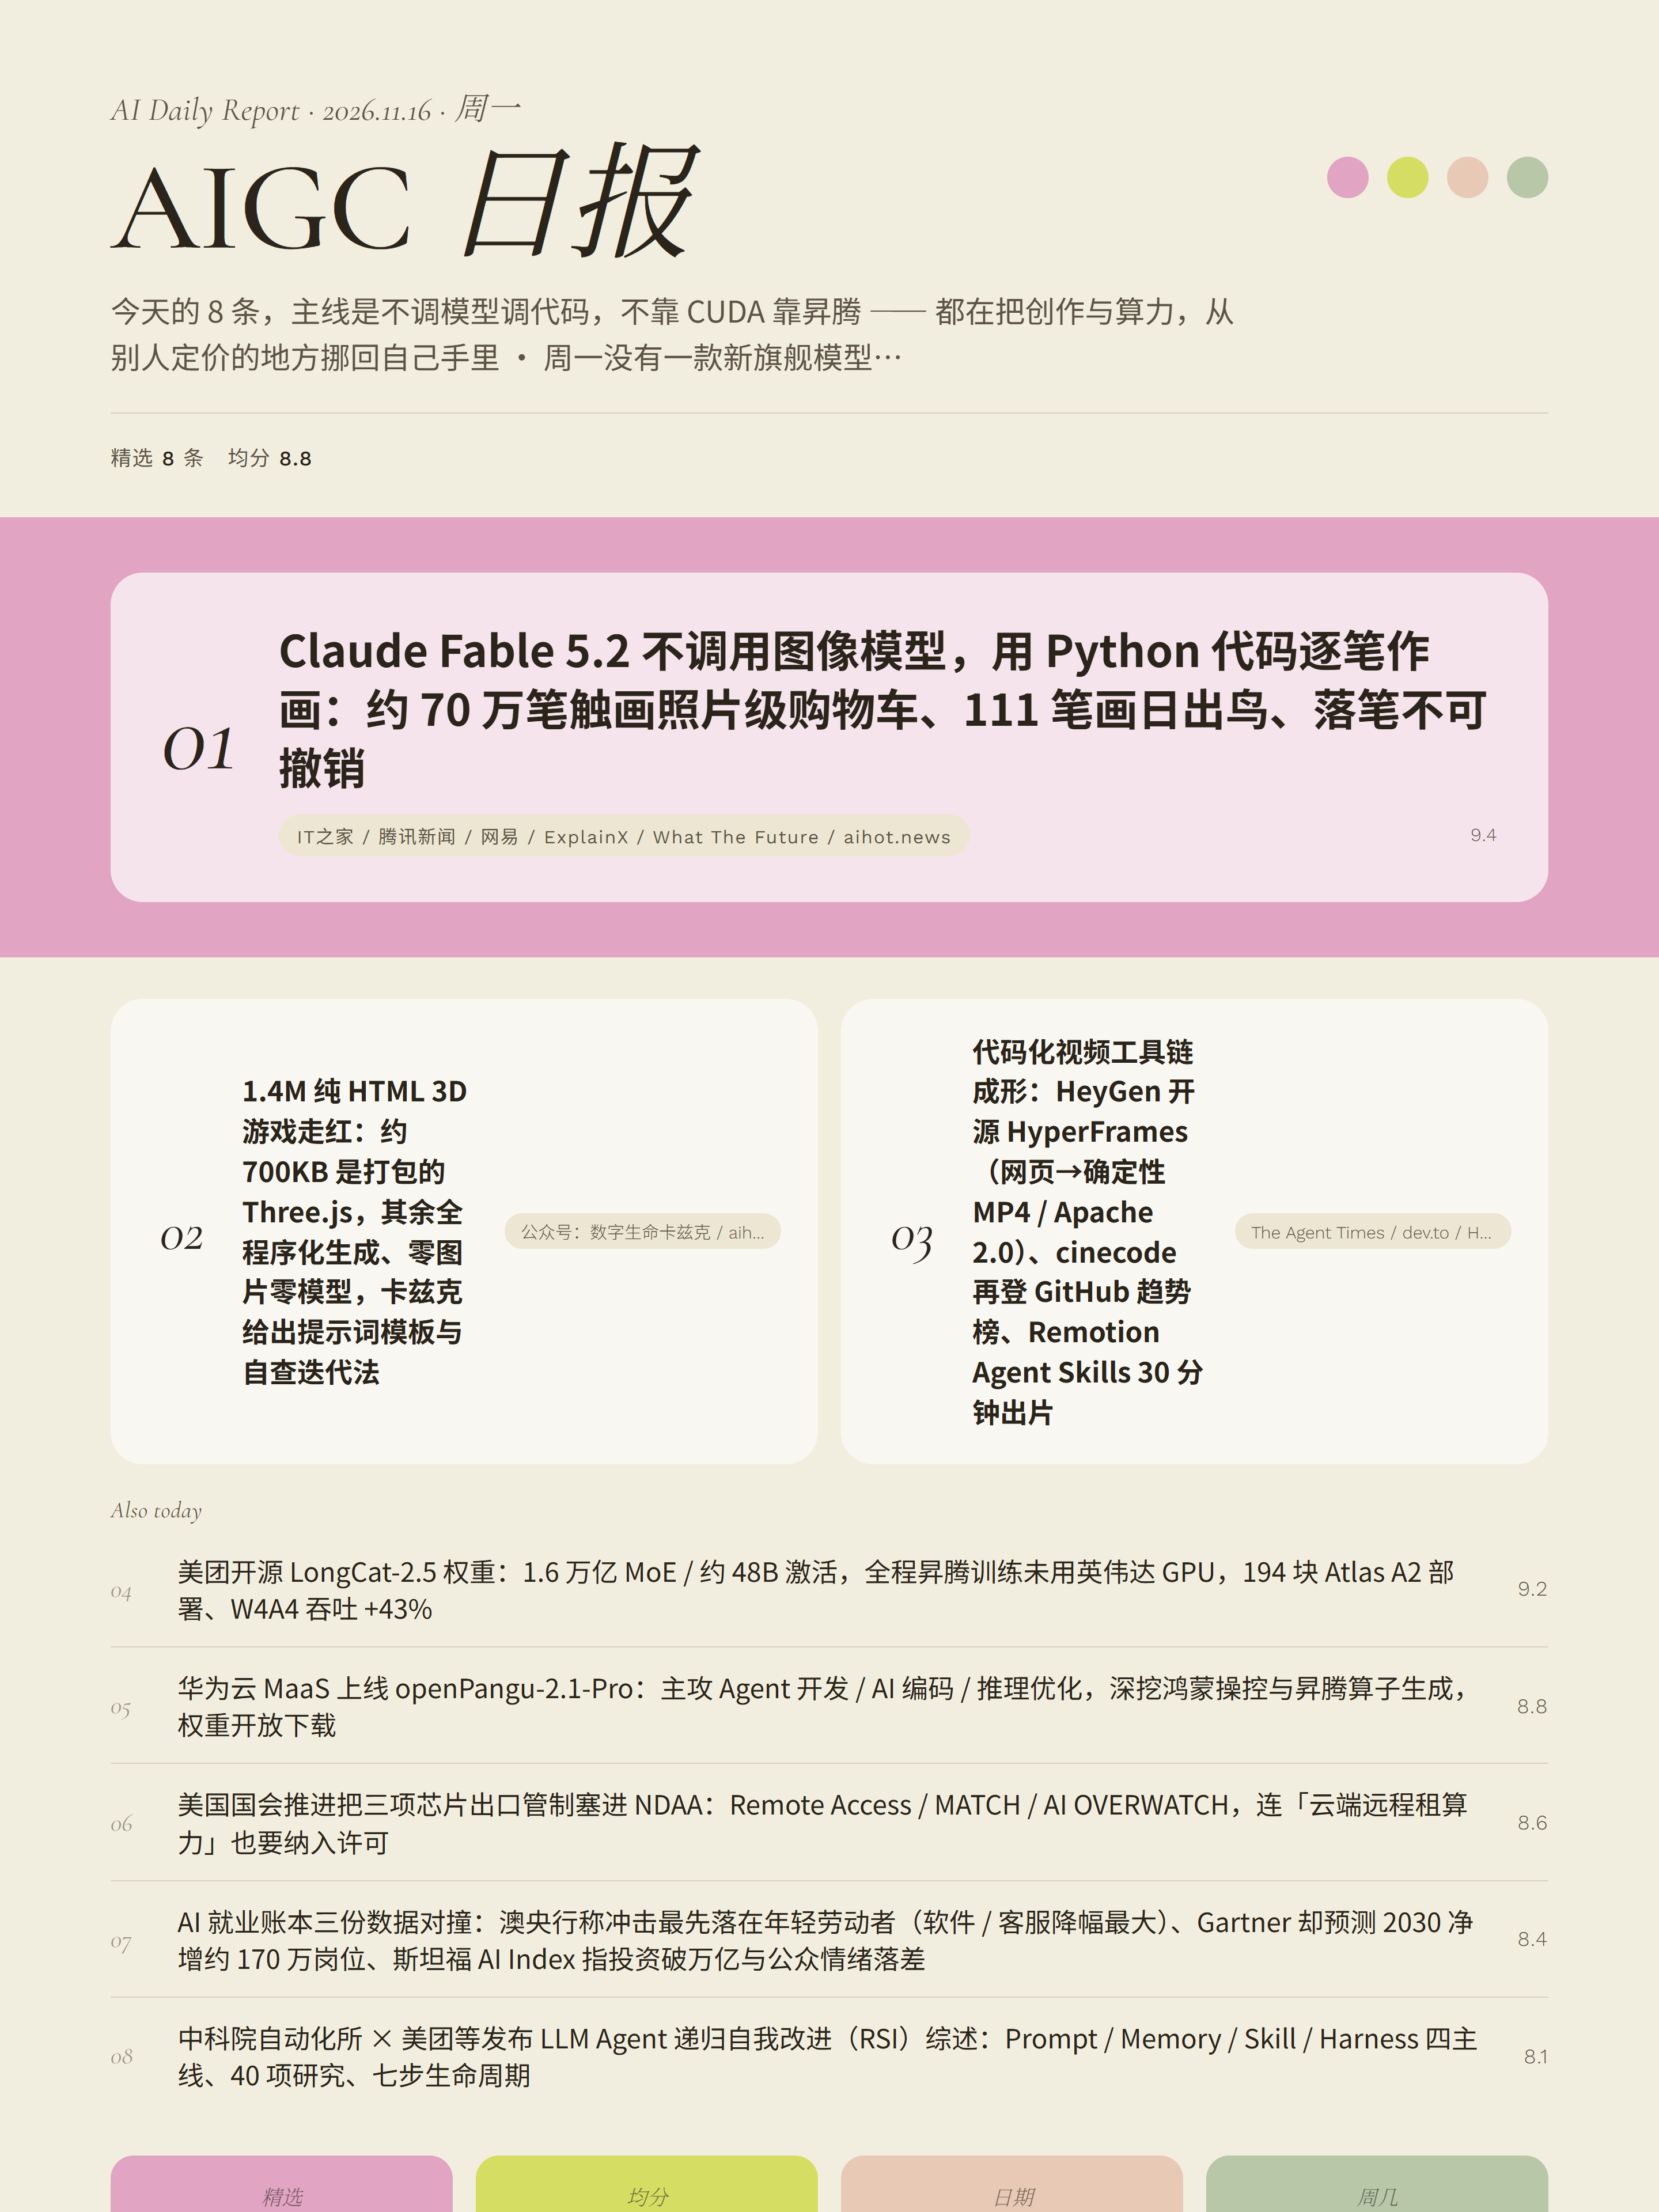 AI Daily Report · 2026.11.16 · 周一
AIGC 日报
今天的 8 条，主线是不调模型调代码，不靠 CUDA 靠昇腾 —— 都在把创作与算力，从
别人定价的地方挪回自己手里 · 周一没有一款新旗舰模型…
精选 8 条 均分 8.8
01
Claude Fable 5.2 不调用图像模型，用 Python 代码逐笔作
画：约 70 万笔触画照片级购物车、111 笔画日出鸟、落笔不可
撤销
IT之家 / 腾讯新闻 / 网易 / ExplainX / What The Future / aihot.news
9.4
02
1.4M 纯 HTML 3D
游戏走红：约
700KB 是打包的
Three.js，其余全
程序化生成、零图
片零模型，卡兹克
给出提示词模板与
自查迭代法
公众号：数字生命卡兹克 / aih...
03
代码化视频工具链
成形：HeyGen 开
源 HyperFrames
（网页→确定性
MP4 / Apache
2.0）、cinecode
再登 GitHub 趋势
榜、Remotion
Agent Skills 30 分
钟出片
The Agent Times / dev.to / H...
Also today
04
美团开源 LongCat-2.5 权重：1.6 万亿 MoE / 约 48B 激活，全程昇腾训练未用英伟达 GPU，194 块 Atlas A2 部
署、W4A4 吞吐 +43%
9.2
05
华为云 MaaS 上线 openPangu-2.1-Pro：主攻 Agent 开发 / AI 编码 / 推理优化，深挖鸿蒙操控与昇腾算子生成，
权重开放下载
8.8
06
美国国会推进把三项芯片出口管制塞进 NDAA：Remote Access / MATCH / AI OVERWATCH，连「云端远程租算
力」也要纳入许可
8.6
07
AI 就业账本三份数据对撞：澳央行称冲击最先落在年轻劳动者（软件 / 客服降幅最大）、Gartner 却预测 2030 净
增约 170 万岗位、斯坦福 AI Index 指投资破万亿与公众情绪落差
8.4
08
中科院自动化所 × 美团等发布 LLM Agent 递归自我改进（RSI）综述：Prompt / Memory / Skill / Harness 四主
线、40 项研究、七步生命周期
8.1
精选
均分
日期
周几